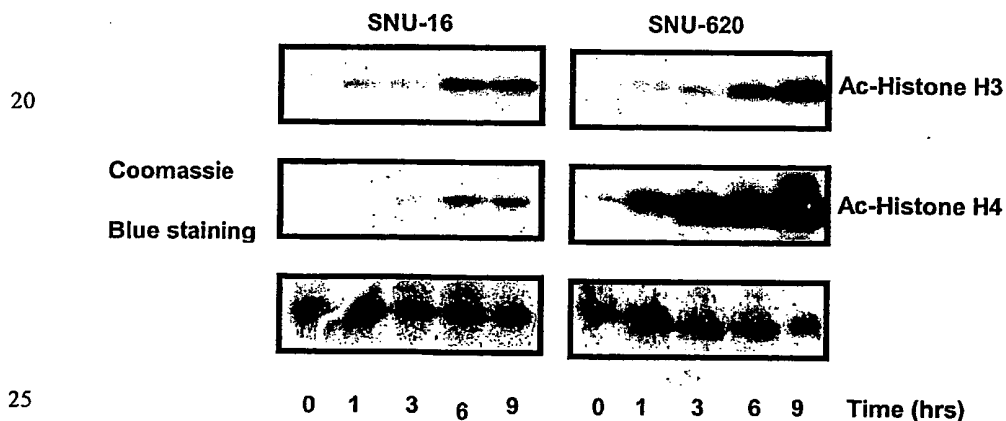 SNU-16 SNU-620
20
Ac-Histone H3
Coomassie
Ac-Histone H4
Blue staining
25
0 1 3 6 9 0 1 3 6 9 Time (hrs)